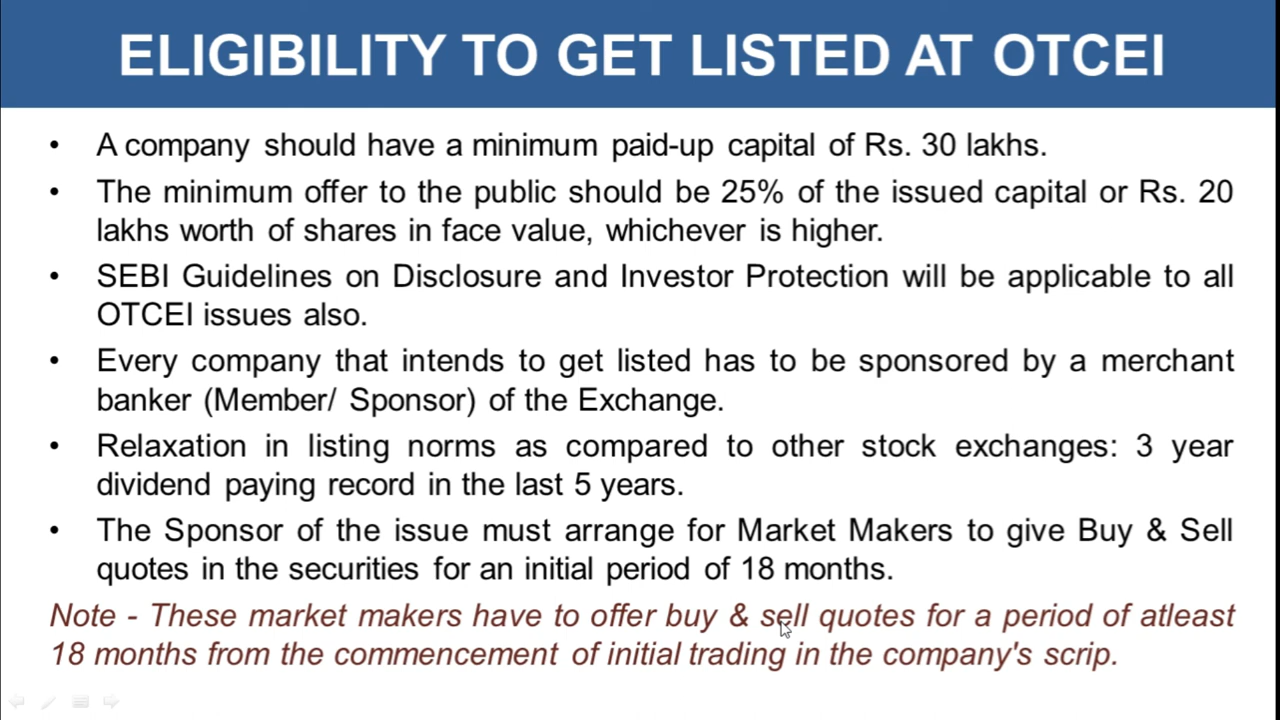 ELIGIBILITY TO GET LISTED AT OTCEI
• A company should have a minimum paid-up capital of Rs. 30 lakhs.
• The minimum offer to the public should be 25% of the issued capital or Rs. 20
lakhs worth of shares in face value, whichever is higher.
• SEBI Guidelines on Disclosure and Investor Protection will be applicable to all
OTCEI issues also.
• Every company that intends to get listed has to be sponsored by a merchant
banker (Member/ Sponsor) of the Exchange.
• Relaxation in listing norms as compared to other stock exchanges: 3 year
dividend paying record in the last 5 years.
• The Sponsor of the issue must arrange for Market Makers to give Buy & Sell
quotes in the securities for an initial period of 18 months.
Note - These market makers have to offer buy & sell quotes for a period of atleast
18 months from the commencement of initial trading in the company's scrip.